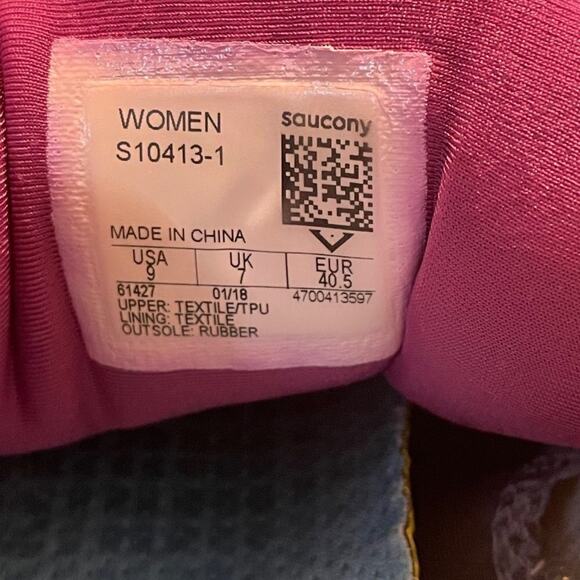 WOMEN saucony
S10413-1
MADE IN CHINA
USA UK EUR
9 7 40.5
61427 01/18 4700413597
UPPER: TEXTILE/TPU
LINING: TEXTILE
OUTSOLE: RUBBER